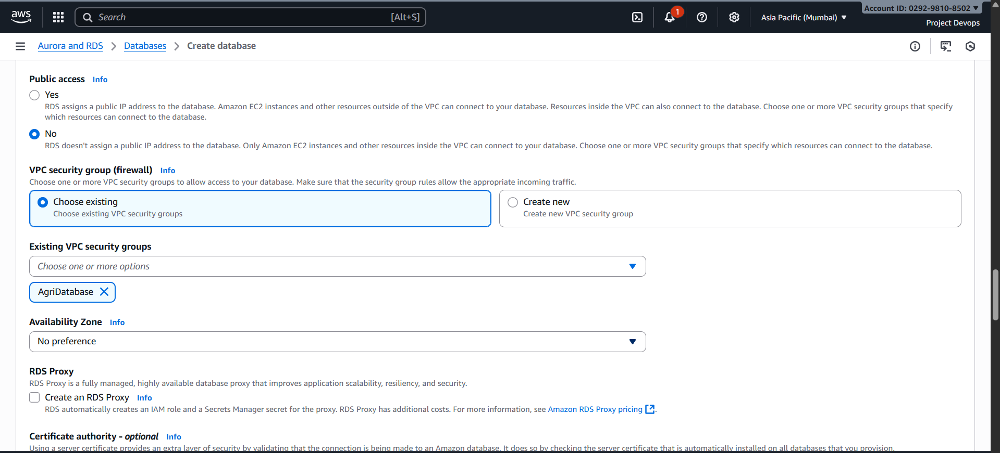 aws
Search
[Alt+S]
1
Asia Pacific (Mumbai)
Account ID: 0292-9810-8502
Project Devops
Aurora and RDS
Databases
Create database
Public access Info
Yes
RDS assigns a public IP address to the database. Amazon EC2 instances and other resources outside of the VPC can connect to your database. Resources inside the VPC can also connect to the database. Choose one or more VPC security groups that specify
which resources can connect to the database.
No
RDS doesn't assign a public IP address to the database. Only Amazon EC2 instances and other resources inside the VPC can connect to your database. Choose one or more VPC security groups that specify which resources can connect to the database.
VPC security group (firewall) Info
Choose one or more VPC security groups to allow access to your database. Make sure that the security group rules allow the appropriate incoming traffic.
Choose existing
Choose existing VPC security groups
Create new
Create new VPC security group
Existing VPC security groups
Choose one or more options
AgriDatabase
Availability Zone Info
No preference
RDS Proxy
RDS Proxy is a fully managed, highly available database proxy that improves application scalability, resiliency, and security.
Create an RDS Proxy Info
RDS automatically creates an IAM role and a Secrets Manager secret for the proxy. RDS Proxy has additional costs. For more information, see Amazon RDS Proxy pricing.
Certificate authority - optional Info
Using a server certificate provides an extra layer of security by validating that the connection is being made to an Amazon database. It does so by checking the server certificate that is automatically installed on all databases that you provision.